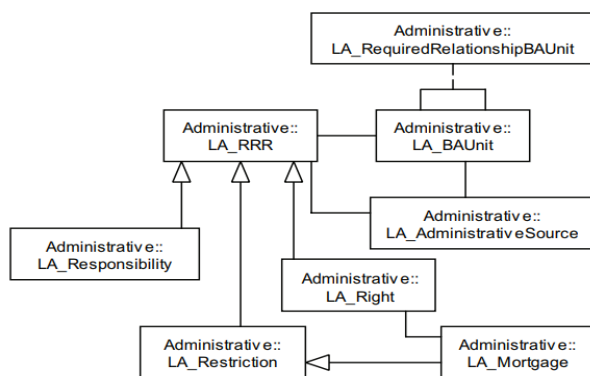 Administrative::
LA_RequiredRelationshipBAUnit
Administrative::
LA_RRR
Administrative::
LA_BAUnit
Administrative::
LA_AdministrativeSource
Administrative::
LA_Responsibility
Administrative::
LA_Right
Administrative::
LA_Restriction
Administrative::
LA_Mortgage